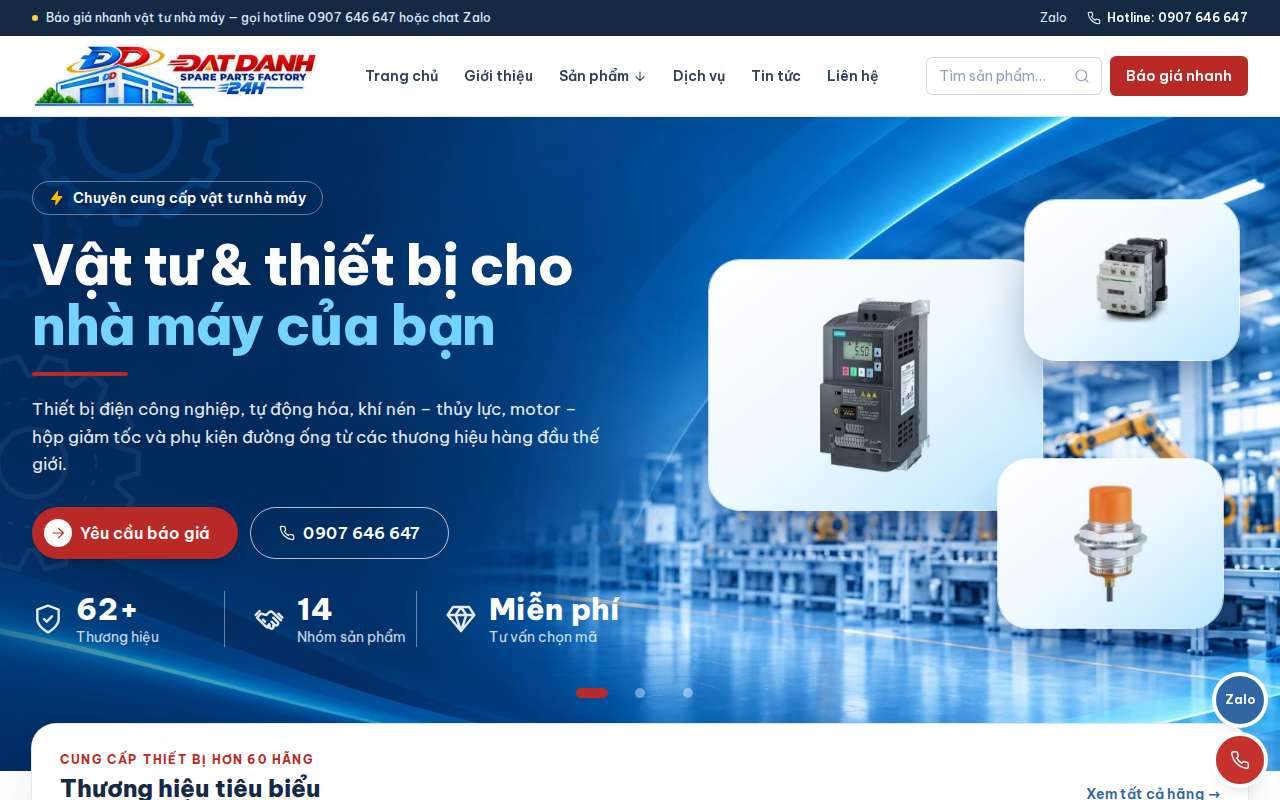 Báo giá nhanh vật tư nhà máy — gọi hotline 0907 646 647 hoặc chat Zalo
Zalo
Hotline: 0907 646 647
ĐD ĐẠT DANH
SPARE PARTS FACTORY
24H
ĐD
Trang chủ
Giới thiệu
Sản phẩm ↓
Dịch vụ
Tin tức
Liên hệ
Tìm sản phẩm...
Báo giá nhanh
Chuyên cung cấp vật tư nhà máy
Vật tư & thiết bị cho
nhà máy của bạn
Thiết bị điện công nghiệp, tự động hóa, khí nén – thủy lực, motor –
hộp giảm tốc và phụ kiện đường ống từ các thương hiệu hàng đầu thế
giới.
Yêu cầu báo giá
0907 646 647
62+
Thương hiệu
14
Nhóm sản phẩm
Miễn phí
Tư vấn chọn mã
Zalo
CUNG CẤP THIẾT BỊ HƠN 60 HÃNG
Thương hiệu tiêu biểu
Xem tất cả hãng →